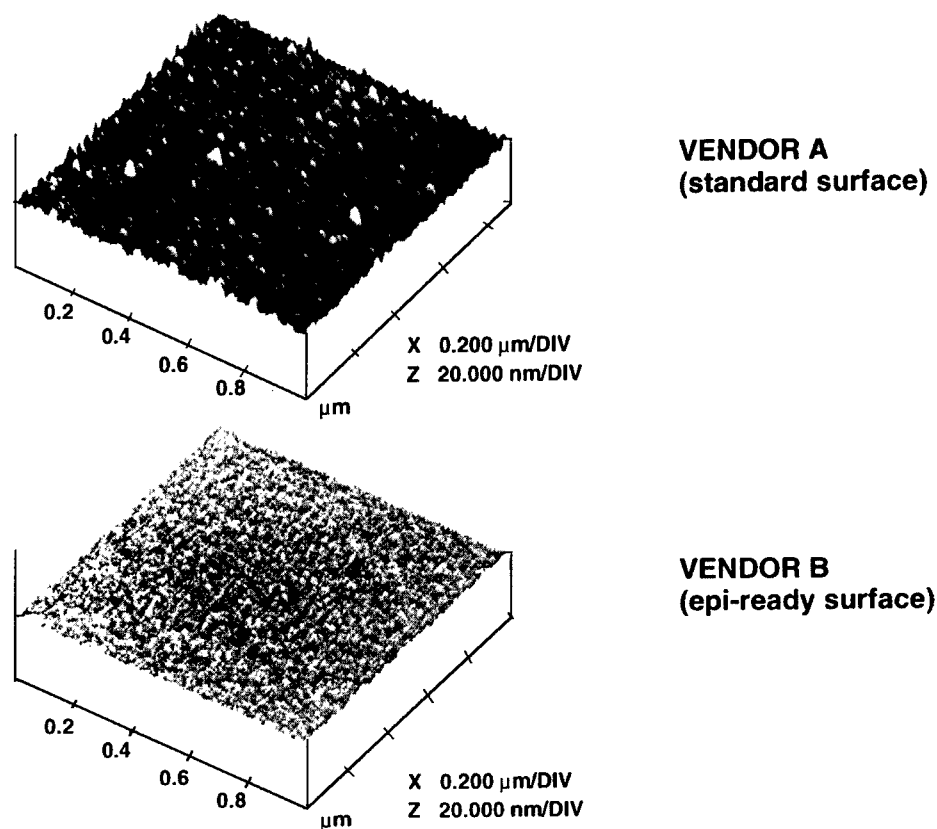 VENDOR A
(standard surface)
0.2
0.4
0.6
0.8
µm
X 0.200 µm/DIV
Z 20.000 nm/DIV
VENDOR B
(epi-ready surface)
0.2
0.4
0.6
0.8
µm
X 0.200 µm/DIV
Z 20.000 nm/DIV